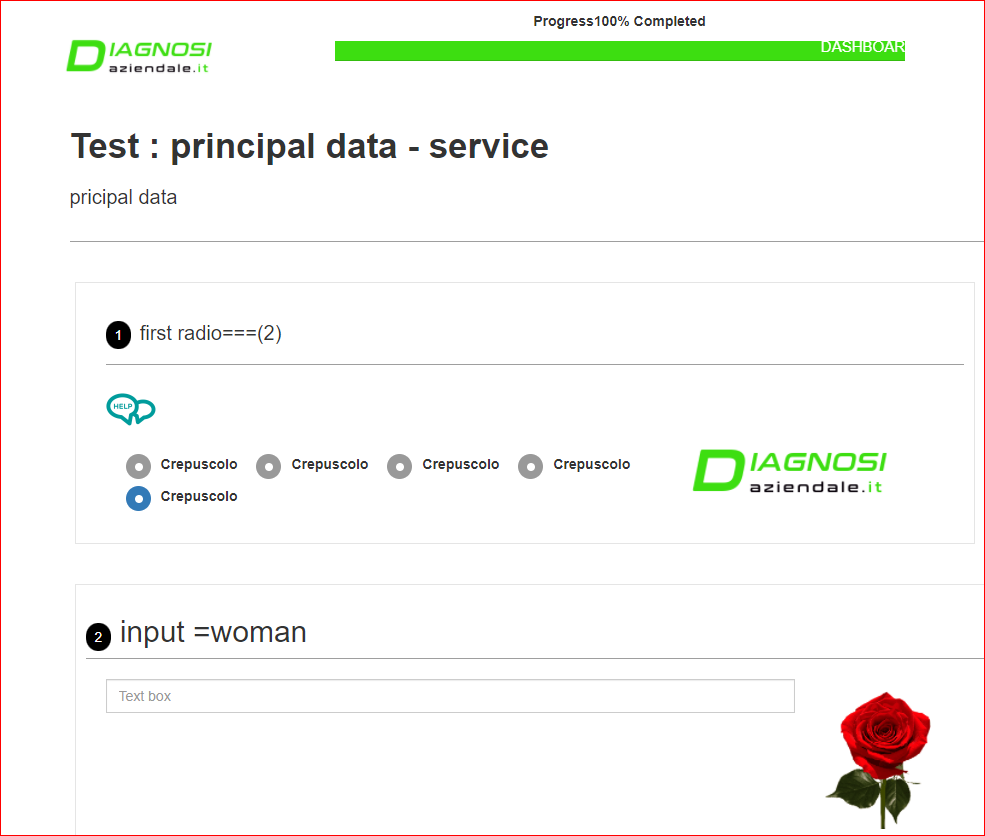 Progress100% Completed
DIAGNOSI
aziendale.it
DASHBOAR
Test : principal data - service
pricipal data
1 first radio===(2)
HELP
Crepuscolo Crepuscolo Crepuscolo Crepuscolo
Crepuscolo
DIAGNOSI
aziendale.it
2 input =woman
Text box